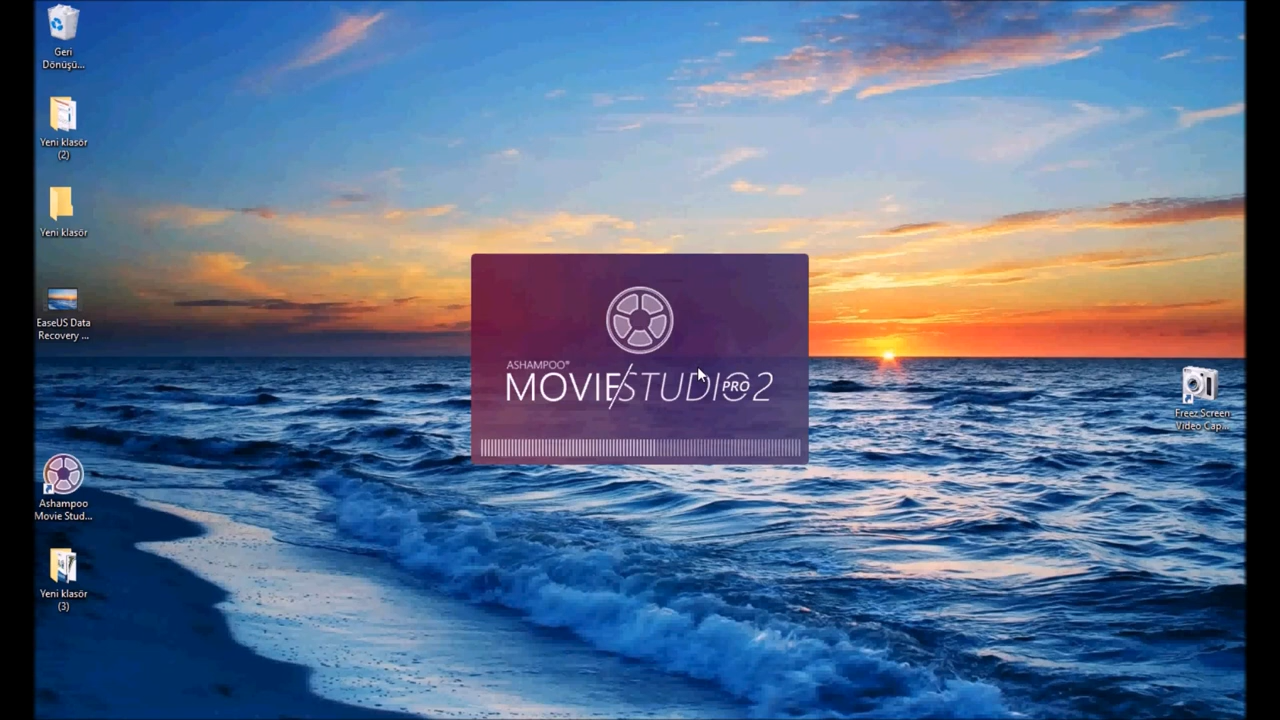 Geri
Dönüşü...
Yeni klasör
(2)
Yeni klasör
EaseUS Data
Recovery ...
Ashampoo
Movie Stud...
Yeni klasör
(3)
ASHAMPOO®
MOVIE/STUDIO PRO 2
Freez Screen
Video Cap...